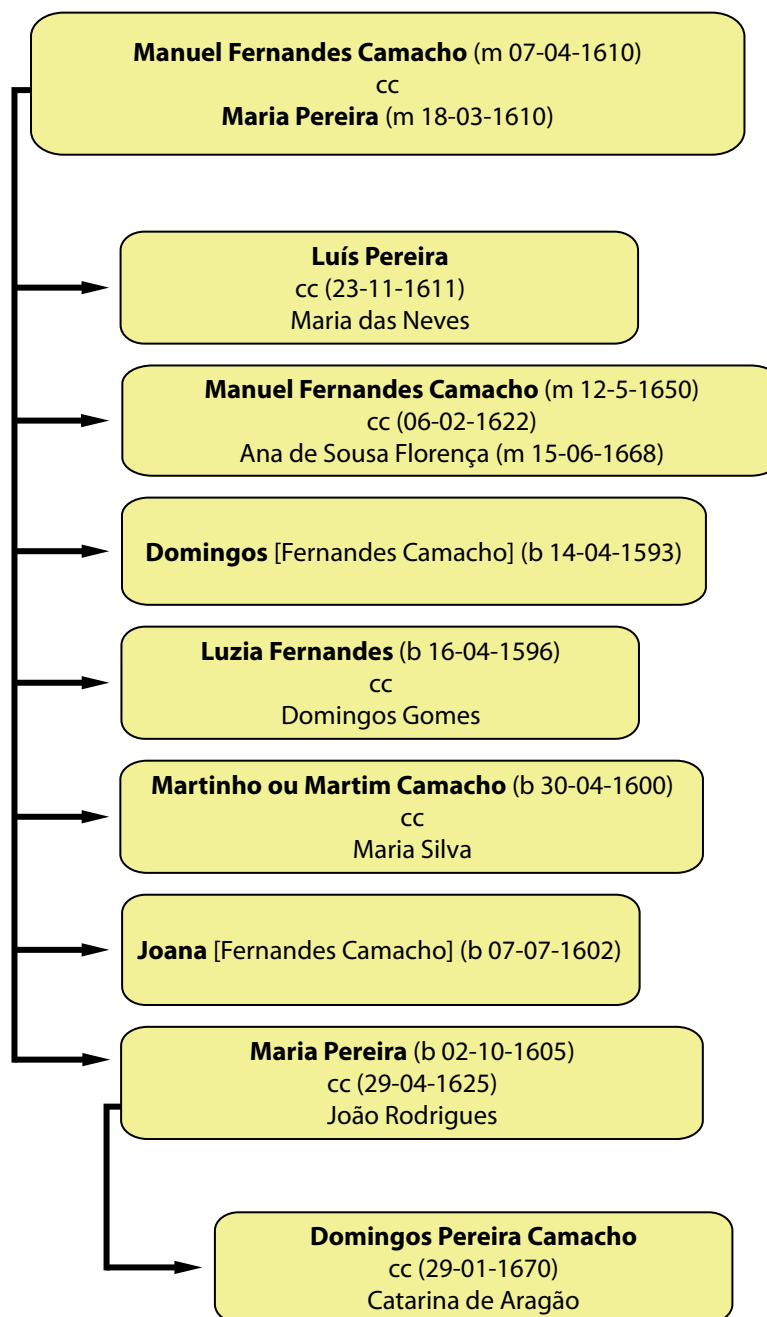 Manuel Fernandes Camacho (m 07-04-1610)
cc
Maria Pereira (m 18-03-1610)
Luís Pereira
cc (23-11-1611)
Maria das Neves
Manuel Fernandes Camacho (m 12-5-1650)
cc (06-02-1622)
Ana de Sousa Florença (m 15-06-1668)
Domingos [Fernandes Camacho] (b 14-04-1593)
Luzia Fernandes (b 16-04-1596)
cc
Domingos Gomes
Martinho ou Martim Camacho (b 30-04-1600)
cc
Maria Silva
Joana [Fernandes Camacho] (b 07-07-1602)
Maria Pereira (b 02-10-1605)
cc (29-04-1625)
João Rodrigues
Domingos Pereira Camacho
cc (29-01-1670)
Catarina de Aragão